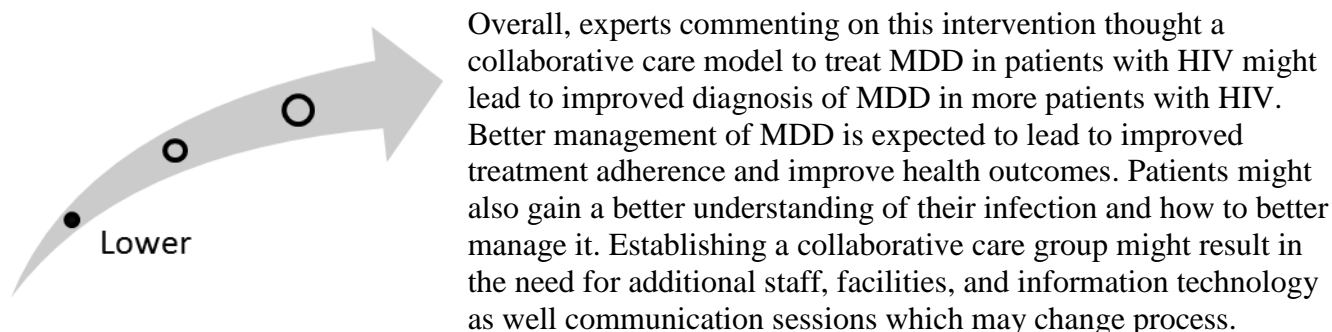 Overall, experts commenting on this intervention thought a
collaborative care model to treat MDD in patients with HIV might
lead to improved diagnosis of MDD in more patients with HIV.
Better management of MDD is expected to lead to improved
treatment adherence and improve health outcomes. Patients might
also gain a better understanding of their infection and how to better
manage it. Establishing a collaborative care group might result in
the need for additional staff, facilities, and information technology
as well communication sessions which may change process.
Lower